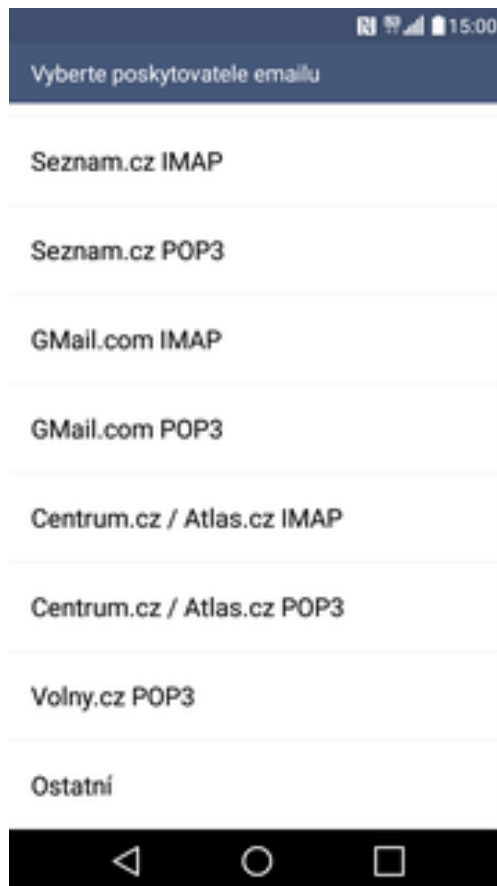 15:00
Vyberte poskytovatele emailu
Seznam.cz IMAP
Seznam.cz POP3
GMail.com IMAP
GMail.com POP3
Centrum.cz / Atlas.cz IMAP
Centrum.cz / Atlas.cz POP3
Volny.cz POP3
Ostatní